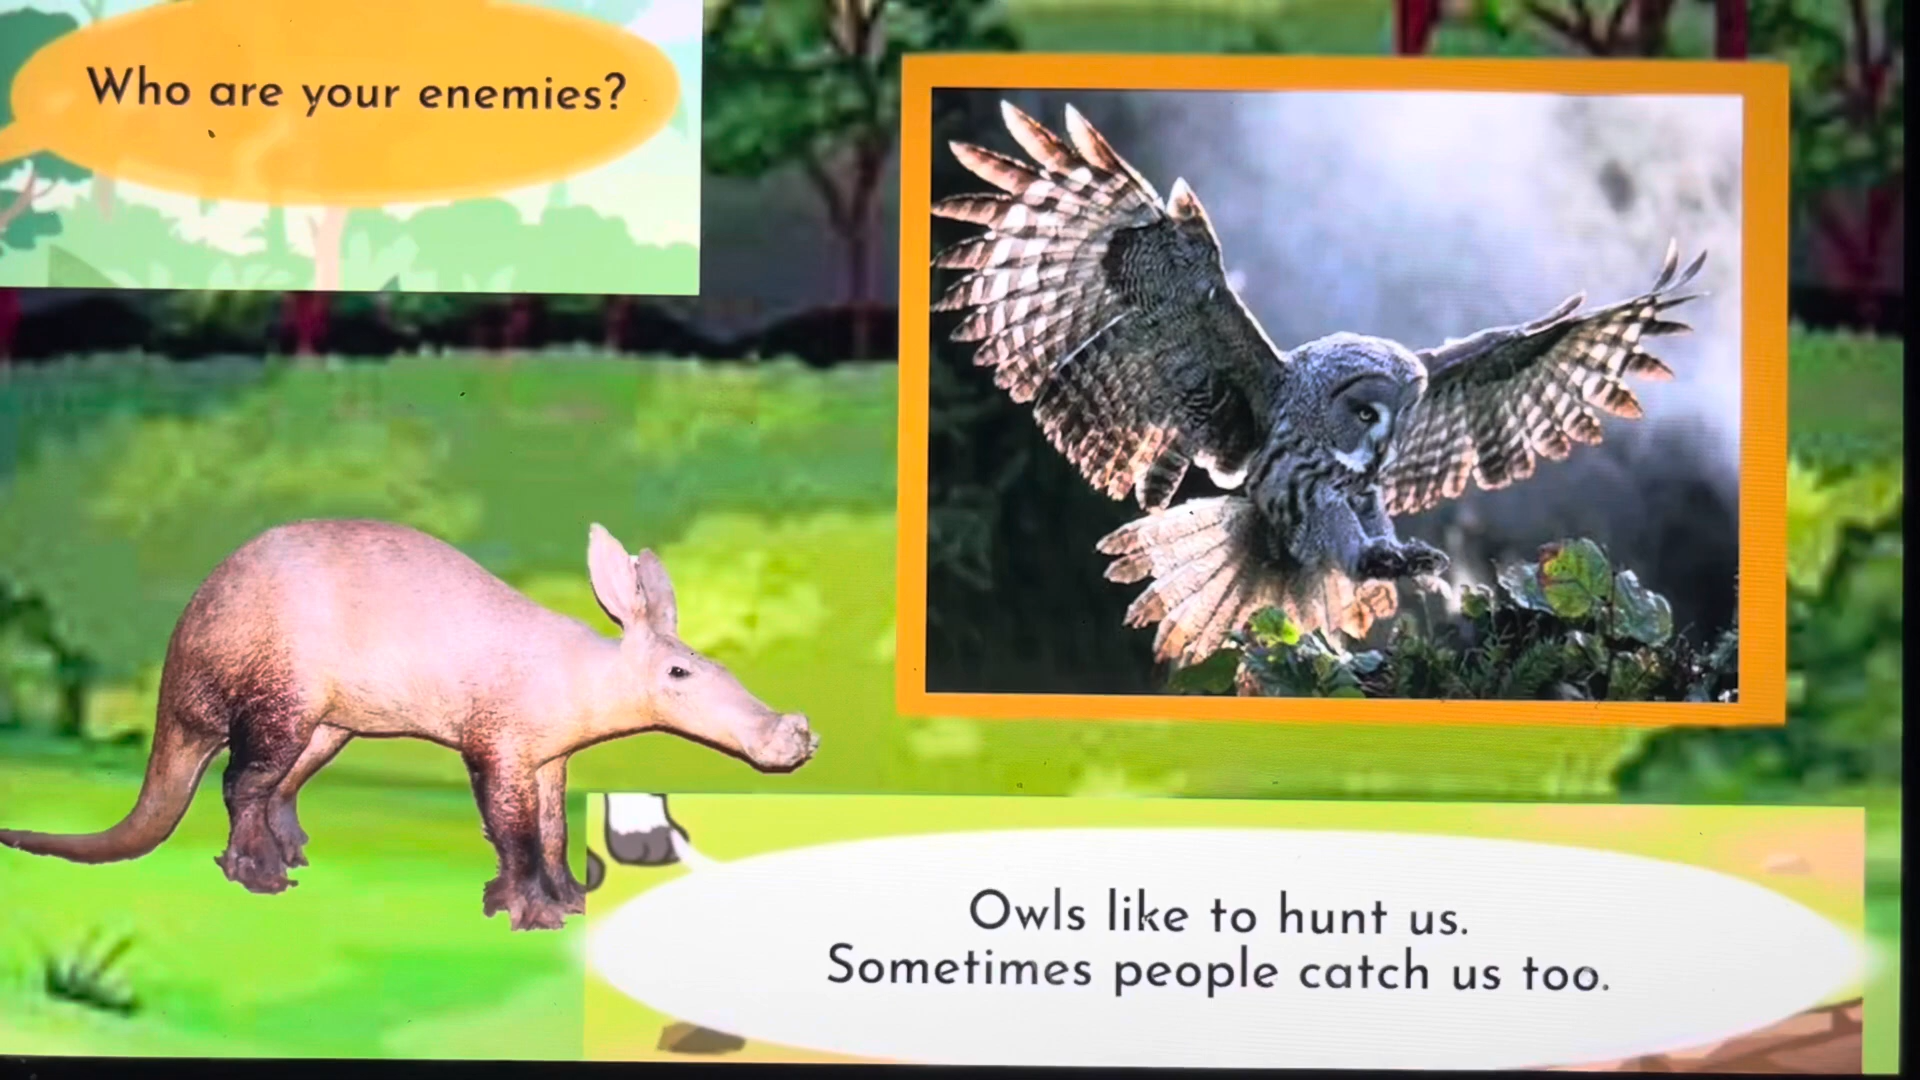 Who are your enemies?
Owls like to hunt us.
Sometimes people catch us too.